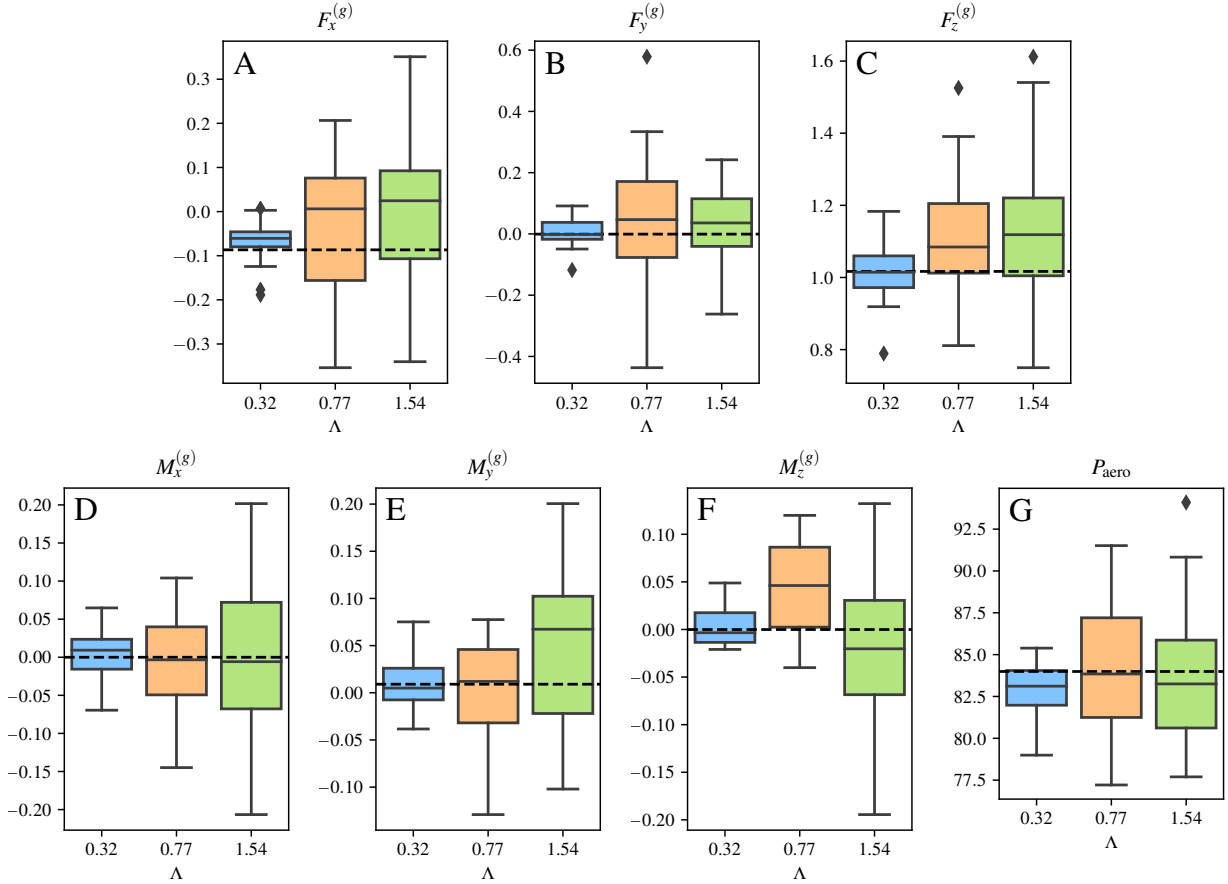 F_x^(g)
A
0.3
0.2
0.1
0.0
−0.1
−0.2
−0.3
0.32 0.77 1.54
Λ
F_y^(g)
B
0.6
0.4
0.2
0.0
−0.2
−0.4
0.32 0.77 1.54
Λ
F_z^(g)
C
1.6
1.4
1.2
1.0
0.8
0.32 0.77 1.54
Λ
M_x^(g)
D
0.20
0.15
0.10
0.05
0.00
−0.05
−0.10
−0.15
−0.20
0.32 0.77 1.54
Λ
M_y^(g)
E
0.20
0.15
0.10
0.05
0.00
−0.05
−0.10
0.32 0.77 1.54
Λ
M_z^(g)
F
0.10
0.05
0.00
−0.05
−0.10
−0.15
−0.20
0.32 0.77 1.54
Λ
P_aero
G
92.5
90.0
87.5
85.0
82.5
80.0
77.5
0.32 0.77 1.54
Λ